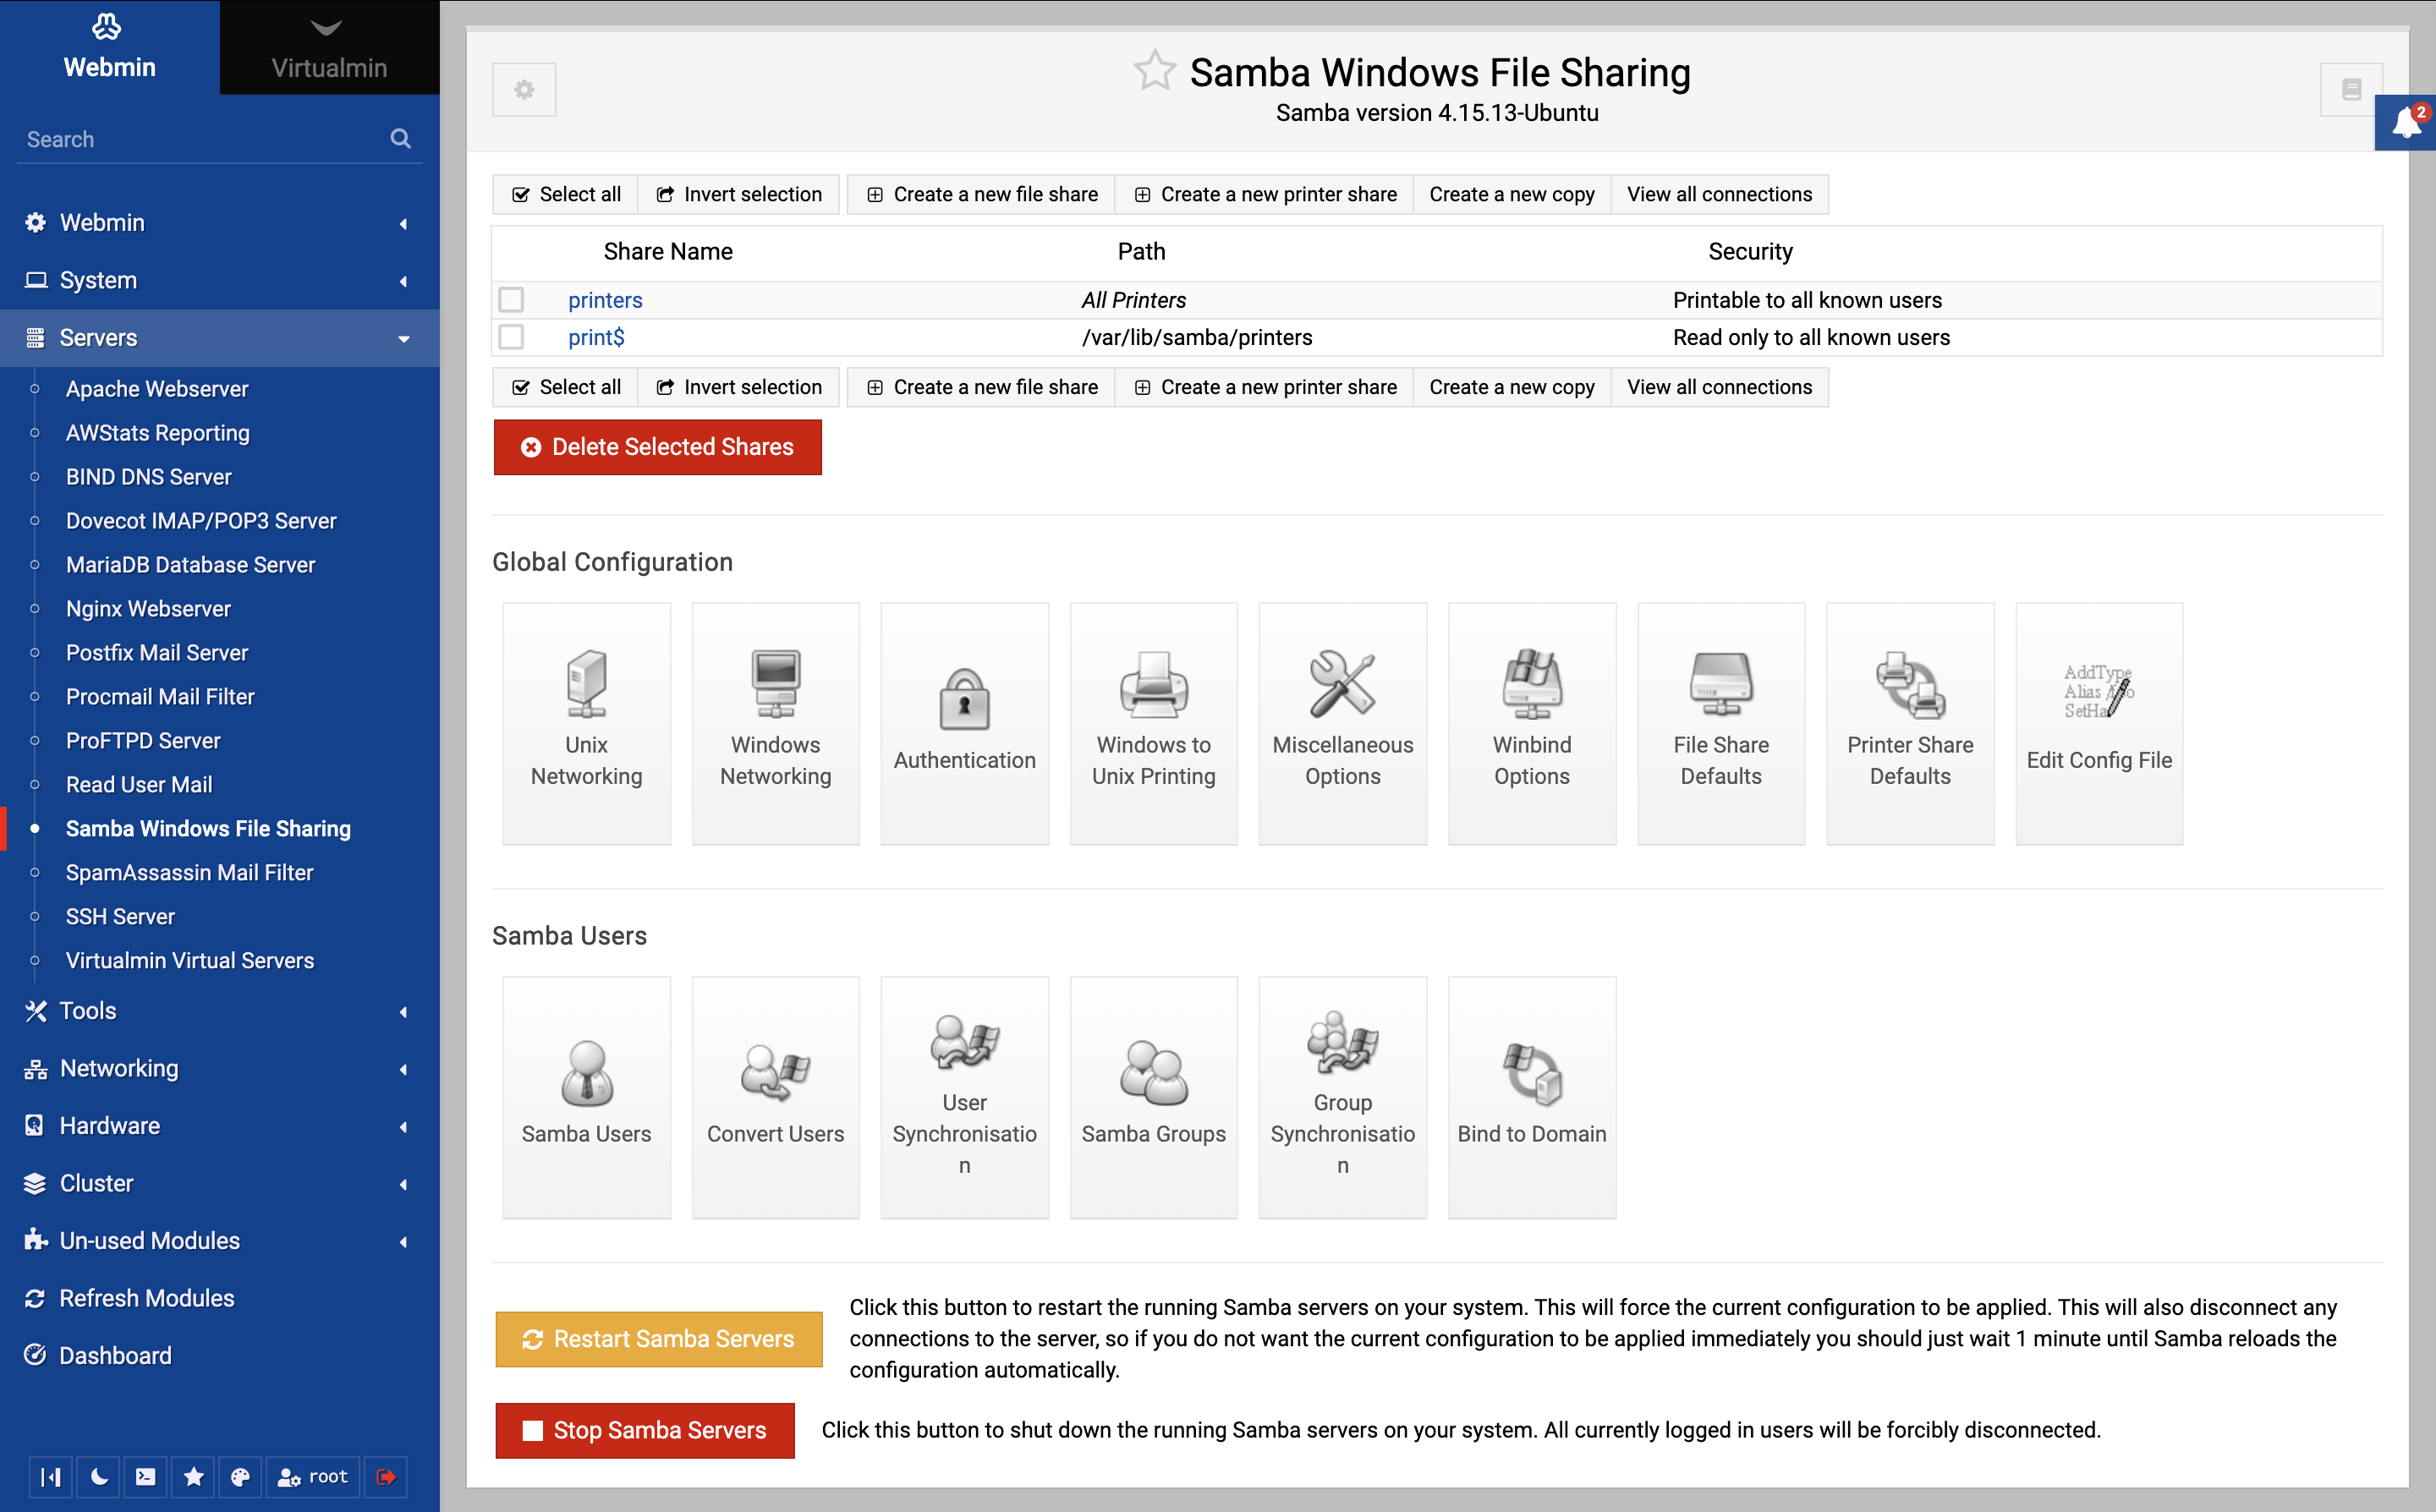 Webmin
Virtualmin
Search
Webmin
System
Servers
Apache Webserver
AWStats Reporting
BIND DNS Server
Dovecot IMAP/POP3 Server
MariaDB Database Server
Nginx Webserver
Postfix Mail Server
Procmail Mail Filter
ProFTPD Server
Read User Mail
Samba Windows File Sharing
SpamAssassin Mail Filter
SSH Server
Virtualmin Virtual Servers
Tools
Networking
Hardware
Cluster
Un-used Modules
Refresh Modules
Dashboard
root
Samba Windows File Sharing
Samba version 4.15.13-Ubuntu
2
Select all Invert selection Create a new file share Create a new printer share Create a new copy View all connections
Share Name Path Security
printers All Printers Printable to all known users
print$ /var/lib/samba/printers Read only to all known users
Select all Invert selection Create a new file share Create a new printer share Create a new copy View all connections
Delete Selected Shares
Global Configuration
Unix
Networking
Windows
Networking
Authentication
Windows to
Unix Printing
Miscellaneous
Options
Winbind
Options
File Share
Defaults
Printer Share
Defaults
AddType
Alias
SetHa
Edit Config File
Samba Users
Samba Users
Convert Users
User
Synchronisatio
n
Samba Groups
Group
Synchronisatio
n
Bind to Domain
Restart Samba Servers
Click this button to restart the running Samba servers on your system. This will force the current configuration to be applied. This will also disconnect any
connections to the server, so if you do not want the current configuration to be applied immediately you should just wait 1 minute until Samba reloads the
configuration automatically.
Stop Samba Servers
Click this button to shut down the running Samba servers on your system. All currently logged in users will be forcibly disconnected.